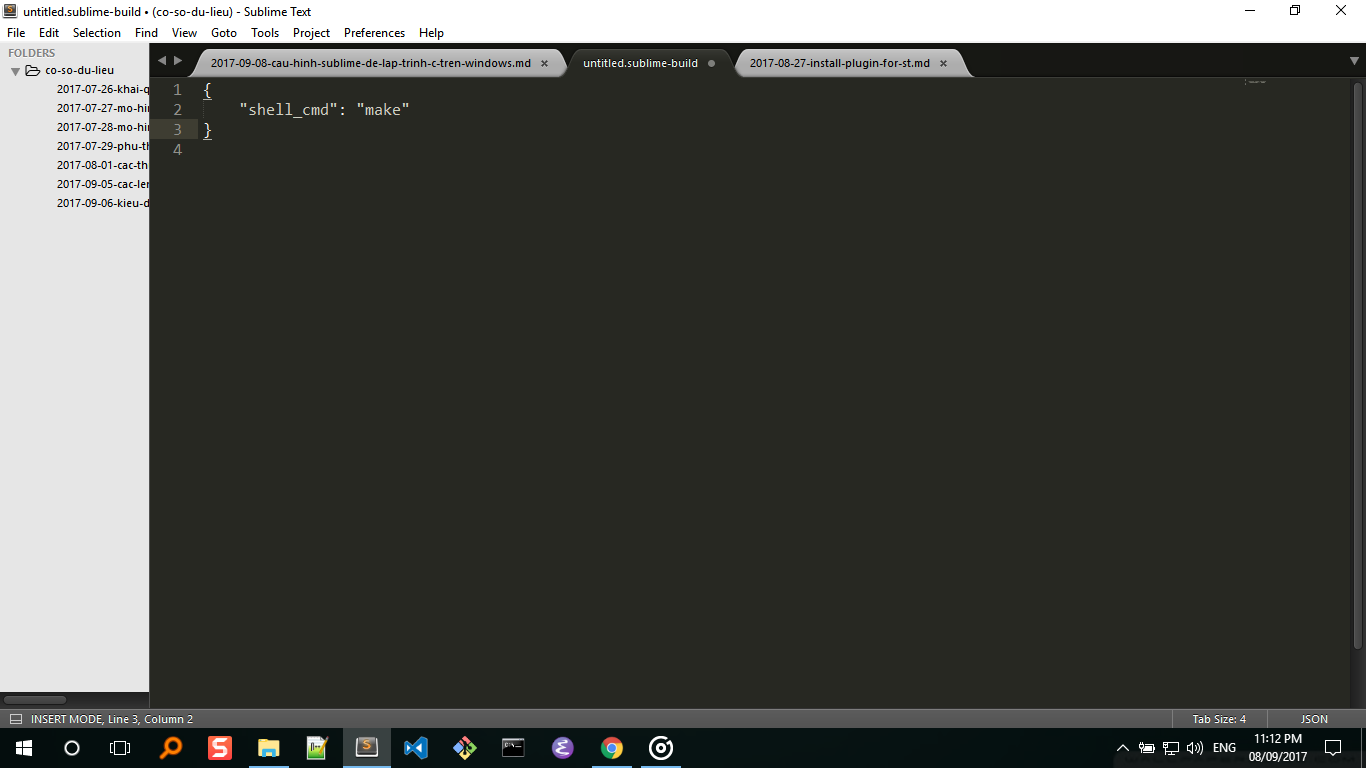 untitled.sublime-build • (co-so-du-lieu) - Sublime Text
File Edit Selection Find View Goto Tools Project Preferences Help
FOLDERS
co-so-du-lieu
2017-07-26-khai-q
2017-07-27-mo-hir
2017-07-28-mo-hir
2017-07-29-phu-th
2017-08-01-cac-th
2017-09-05-cac-ler
2017-09-06-kieu-d
2017-09-08-cau-hinh-sublime-de-lap-trinh-c-tren-windows.md × untitled.sublime-build • 2017-08-27-install-plugin-for-st.md ×
1 {
2 "shell_cmd": "make"
3 }
4
INSERT MODE, Line 3, Column 2 Tab Size: 4 JSON
ENG
11:12 PM
08/09/2017